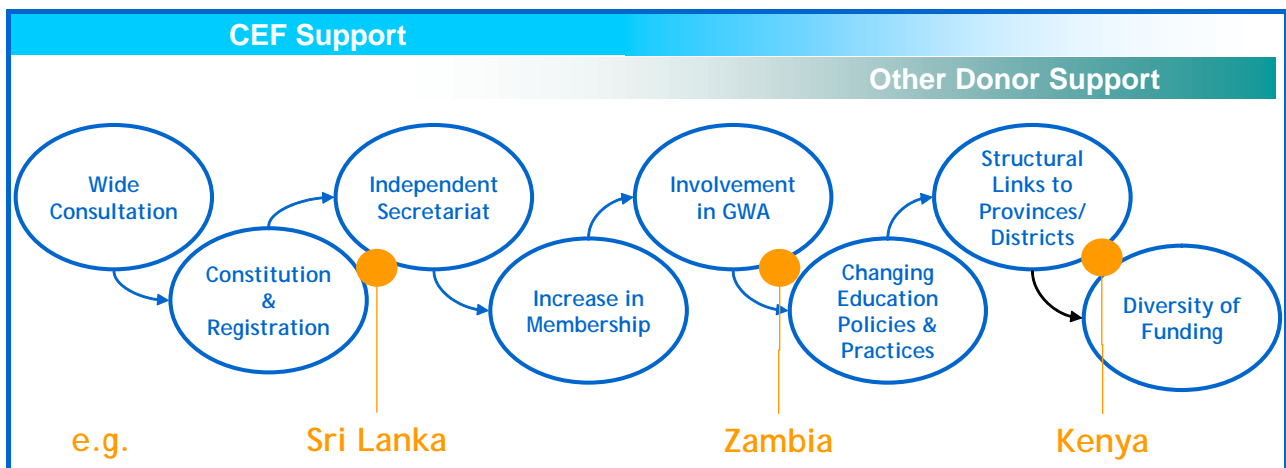 CEF Support
Other Donor Support
Wide
Consultation
Constitution
&
Registration
Independent
Secretariat
Increase in
Membership
Involvement
in GWA
Changing
Education
Policies &
Practices
Structural
Links to
Provinces/
Districts
Diversity of
Funding
e.g.
Sri Lanka
Zambia
Kenya